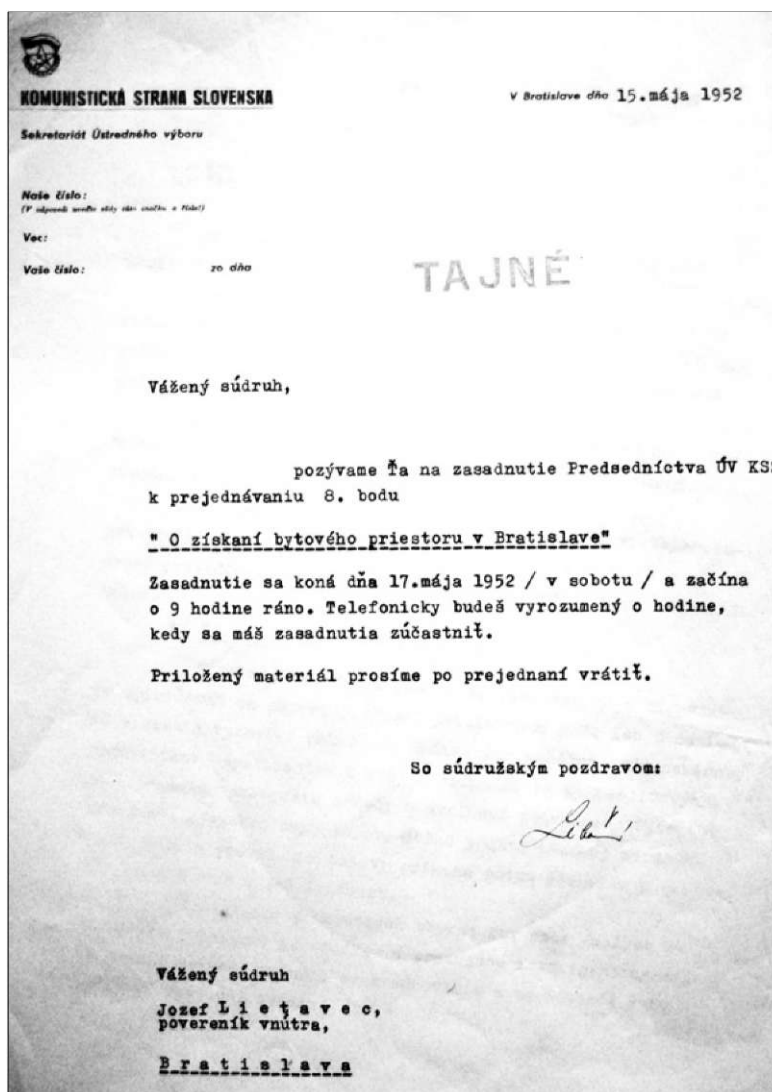 KOMUNISTICKÁ STRANA SLOVENSKA
V Bratislave dňa 15.mája 1952
Sekretariát Ústredného výboru
Naše číslo:
Vec:
Vaše číslo: zo dňa
TAJNÉ
Vážený súdruh,
pozývame Ťa na zasadnutie Predsedníctva ÚV KSS
k prejednávaniu 8. bodu
" O získaní bytového priestoru v Bratislave"
Zasadnutie sa koná dňa 17.mája 1952 / v sobotu / a začína
o 9 hodine ráno. Telefonicky budeš vyrozumený o hodine,
kedy sa máš zasadnutia zúčastniť.
Priložený materiál prosíme po prejednaní vrátiť.
So súdružským pozdravom:
Vážený súdruh
Jozef L i e t a v e c,
povereník vnútra,
B r a t i s l a v a